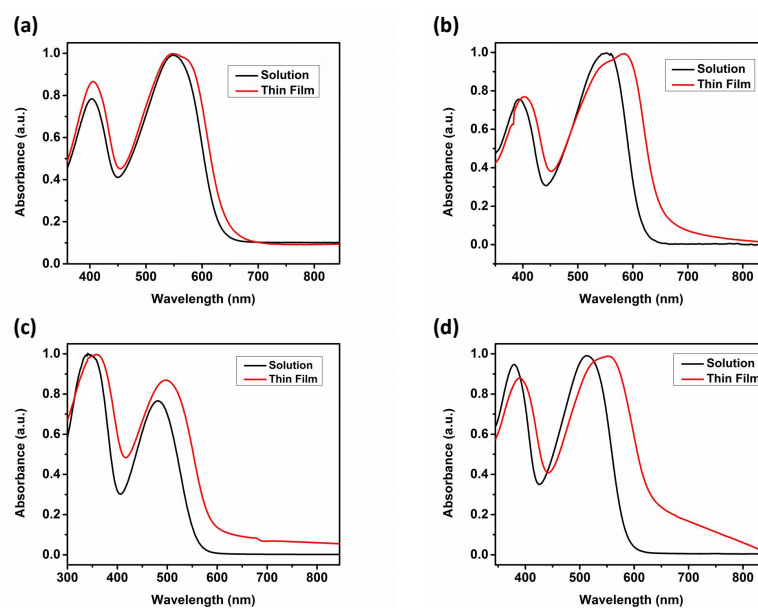 (a)
Absorbance (a.u.)
1.0
0.8
0.6
0.4
0.2
0.0
Solution
Thin Film
400 500 600 700 800
Wavelength (nm)
(b)
Absorbance (a.u.)
1.0
0.8
0.6
0.4
0.2
0.0
Solution
Thin Film
400 500 600 700 800
Wavelength (nm)
(c)
Absorbance (a.u.)
1.0
0.8
0.6
0.4
0.2
0.0
Solution
Thin Film
300 400 500 600 700 800
Wavelength (nm)
(d)
Absorbance (a.u.)
1.0
0.8
0.6
0.4
0.2
0.0
Solution
Thin Film
400 500 600 700 800
Wavelength (nm)